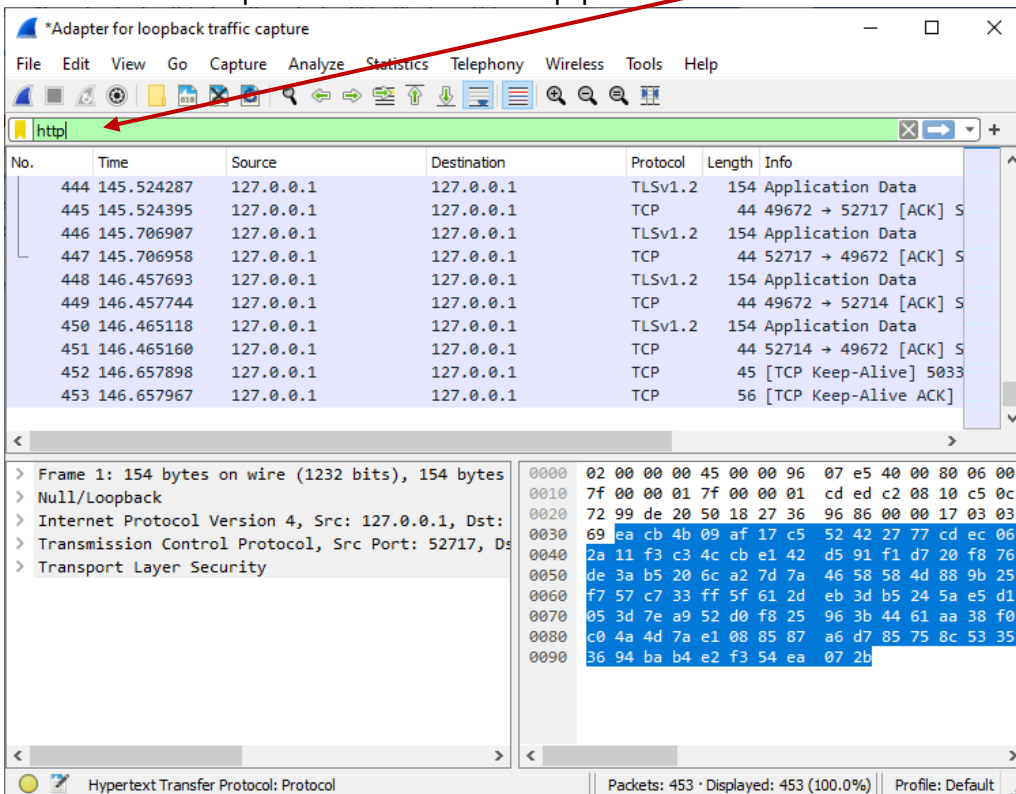 *Adapter for loopback traffic capture
File Edit View Go Capture Analyze Statistics Telephony Wireless Tools Help
http
No. Time Source Destination Protocol Length Info
444 145.524287 127.0.0.1 127.0.0.1 TLSv1.2 154 Application Data
445 145.524395 127.0.0.1 127.0.0.1 TCP 44 49672 → 52717 [ACK] S
446 145.706907 127.0.0.1 127.0.0.1 TLSv1.2 154 Application Data
447 145.706958 127.0.0.1 127.0.0.1 TCP 44 52717 → 49672 [ACK] S
448 146.457693 127.0.0.1 127.0.0.1 TLSv1.2 154 Application Data
449 146.457744 127.0.0.1 127.0.0.1 TCP 44 49672 → 52714 [ACK] S
450 146.465118 127.0.0.1 127.0.0.1 TLSv1.2 154 Application Data
451 146.465160 127.0.0.1 127.0.0.1 TCP 44 52714 → 49672 [ACK] S
452 146.657898 127.0.0.1 127.0.0.1 TCP 45 [TCP Keep-Alive] 5033
453 146.657967 127.0.0.1 127.0.0.1 TCP 56 [TCP Keep-Alive ACK]
Frame 1: 154 bytes on wire (1232 bits), 154 bytes
Null/Loopback
Internet Protocol Version 4, Src: 127.0.0.1, Dst:
Transmission Control Protocol, Src Port: 52717, Ds
Transport Layer Security
0000 02 00 00 00 45 00 00 96 07 e5 40 00 80 06 00
0010 7f 00 00 01 7f 00 00 01 cd ed c2 08 10 c5 0c
0020 72 99 de 20 50 18 27 36 96 86 00 00 17 03 03
0030 69 ea cb 4b 09 af 17 c5 52 42 27 77 cd ec 06
0040 2a 11 f3 c3 4c cb e1 42 d5 91 f1 d7 20 f8 76
0050 de 3a b5 20 6c a2 7d 7a 46 58 58 4d 88 9b 25
0060 f7 57 c7 33 ff 5f 61 2d eb 3d b5 24 5a e5 d1
0070 05 3d 7e a9 52 d0 f8 25 96 3b 44 61 aa 38 f0
0080 c0 4a 4d 7a e1 08 85 87 a6 d7 85 75 8c 53 35
0090 36 94 ba b4 e2 f3 54 ea 07 2b
Hypertext Transfer Protocol: Protocol
Packets: 453 · Displayed: 453 (100.0%)
Profile: Default